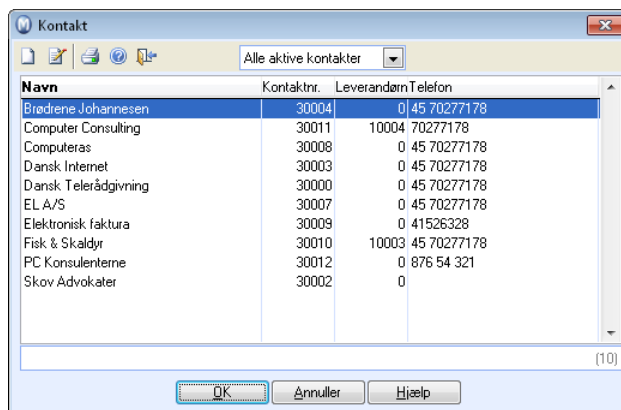 Kontakt
Alle aktive kontakter
Navn Kontaktnr. LeverandørnTelefon
Brødrene Johannesen 30004 0 45 70277178
Computer Consulting 30011 10004 70277178
Computeras 30008 0 45 70277178
Dansk Internet 30003 0 45 70277178
Dansk Telerådgivning 30000 0 45 70277178
EL A/S 30007 0 45 70277178
Elektronisk faktura 30009 0 41526328
Fisk & Skaldyr 30010 10003 45 70277178
PC Konsulenterne 30012 0 876 54 321
Skov Advokater 30002 0
(10)
OK Annuller Hjælp